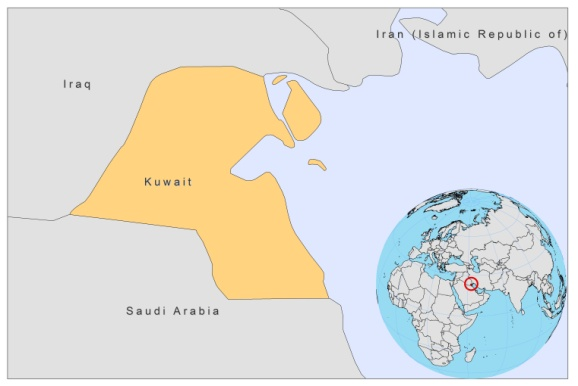 Iran (Islamic Republic of)
Iraq
Kuwait
Saudi Arabia